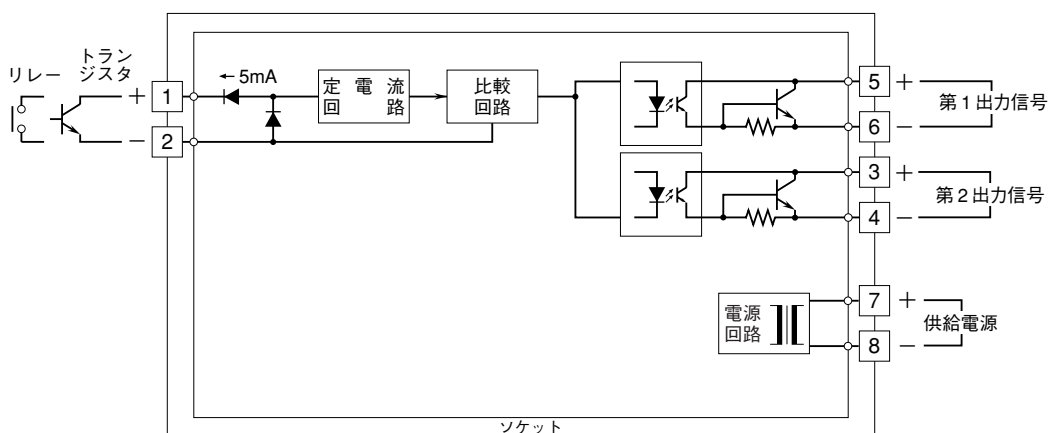 リレー
トラン
ジスタ
+
−
1
2
← 5mA
定電流
回路
比較
回路
5
+
6
−
第1出力信号
3
+
4
−
第2出力信号
電源
回路
7
+
8
−
供給電源
ソケット